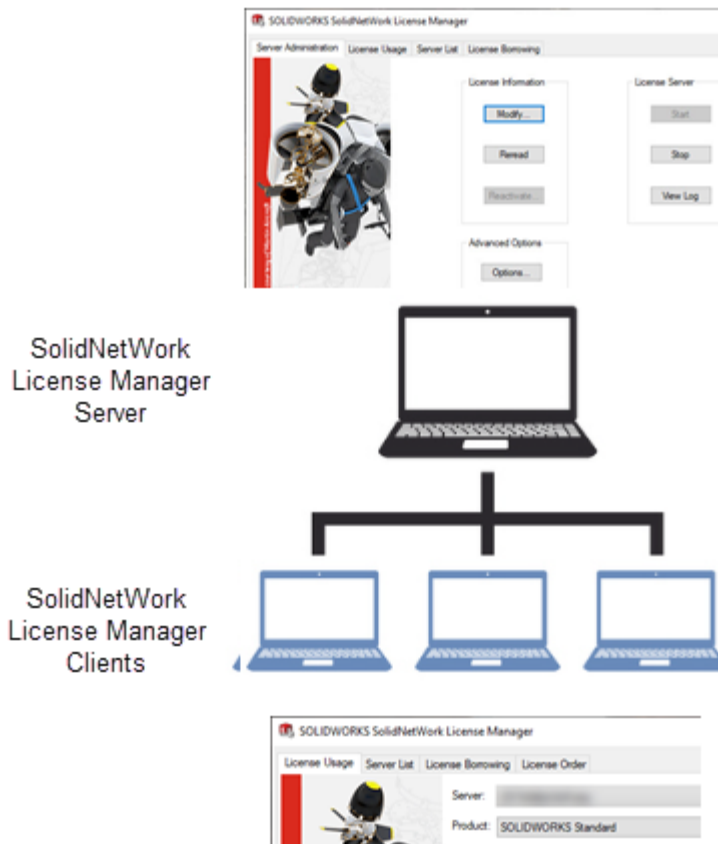 SOLIDWORKS SolidNetWork License Manager
Server Administration License Usage Server List License Borrowing
License Information License Server
Modify... Start
Reread Stop
Reactivate... View Log
Advanced Options
Options...
SolidNetWork
License Manager
Server
SolidNetWork
License Manager
Clients
SOLIDWORKS SolidNetWork License Manager
License Usage Server List License Borrowing License Order
Server:
Product: SOLIDWORKS Standard